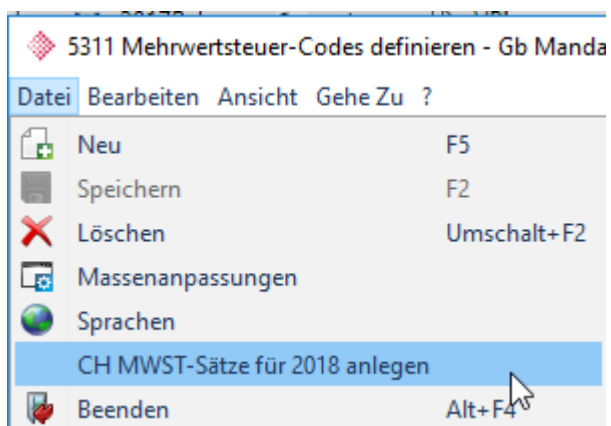 5311 Mehrwertsteuer-Codes definieren - Gb Manda
Datei Bearbeiten Ansicht Gehe Zu ?
Neu F5
Speichern F2
Löschen Umschalt+F2
Massenanpassungen
Sprachen
CH MWST-Sätze für 2018 anlegen
Beenden Alt+F4